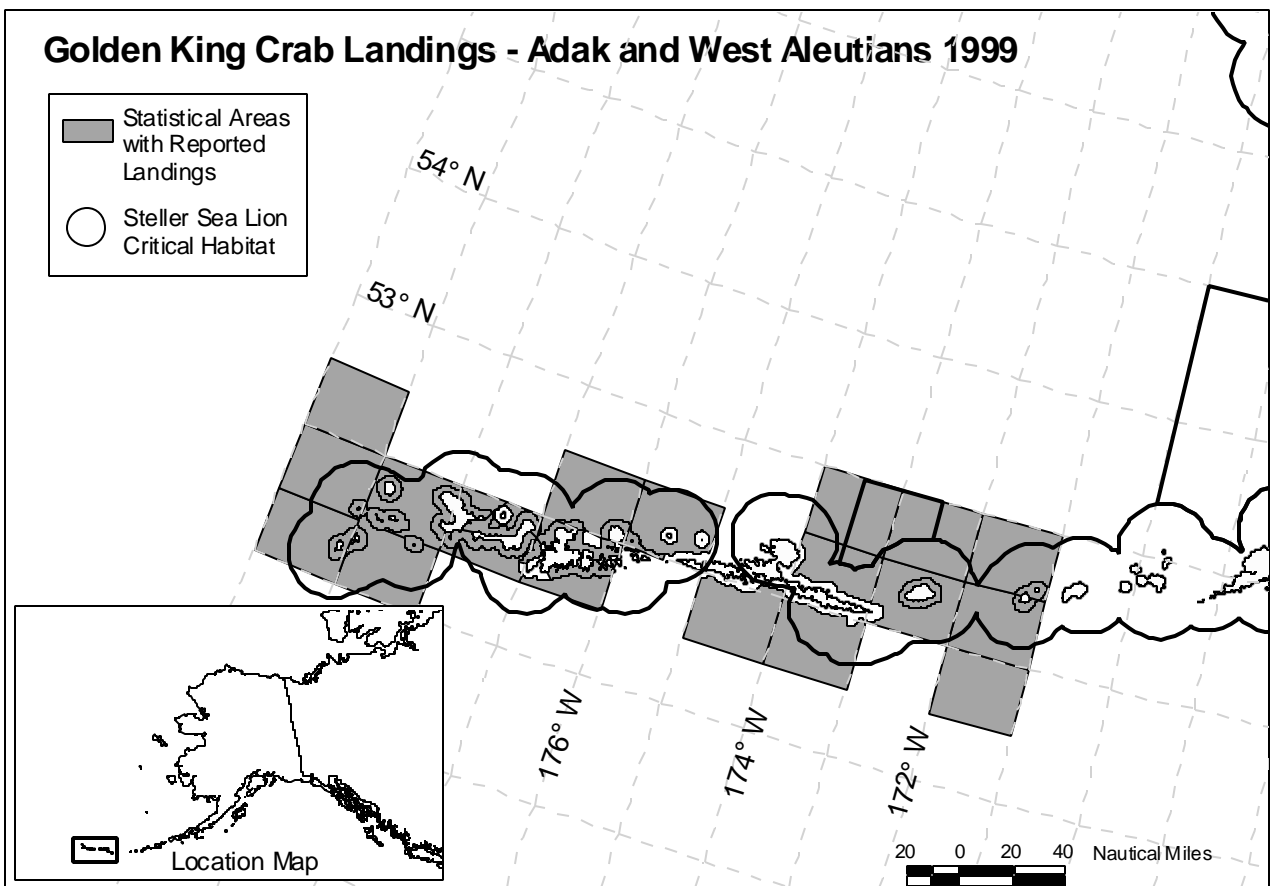 Golden King Crab Landings - Adak and West Aleutians 1999
Statistical Areas
with Reported
Landings
Steller Sea Lion
Critical Habitat
54° N
53° N
176° W
174° W
172° W
Location Map
20 0 20 40 Nautical Miles